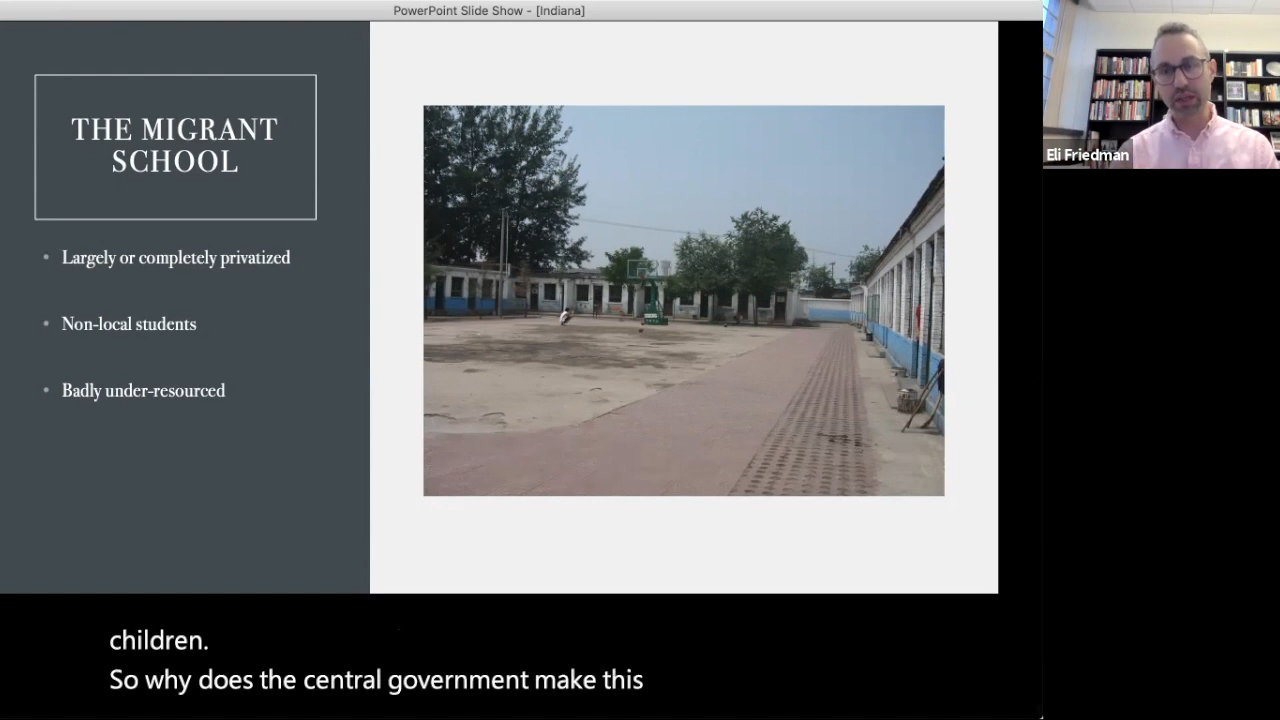 PowerPoint Slide Show - [Indiana]
THE MIGRANT
SCHOOL
• Largely or completely privatized
• Non-local students
• Badly under-resourced
Eli Friedman
children.
So why does the central government make this